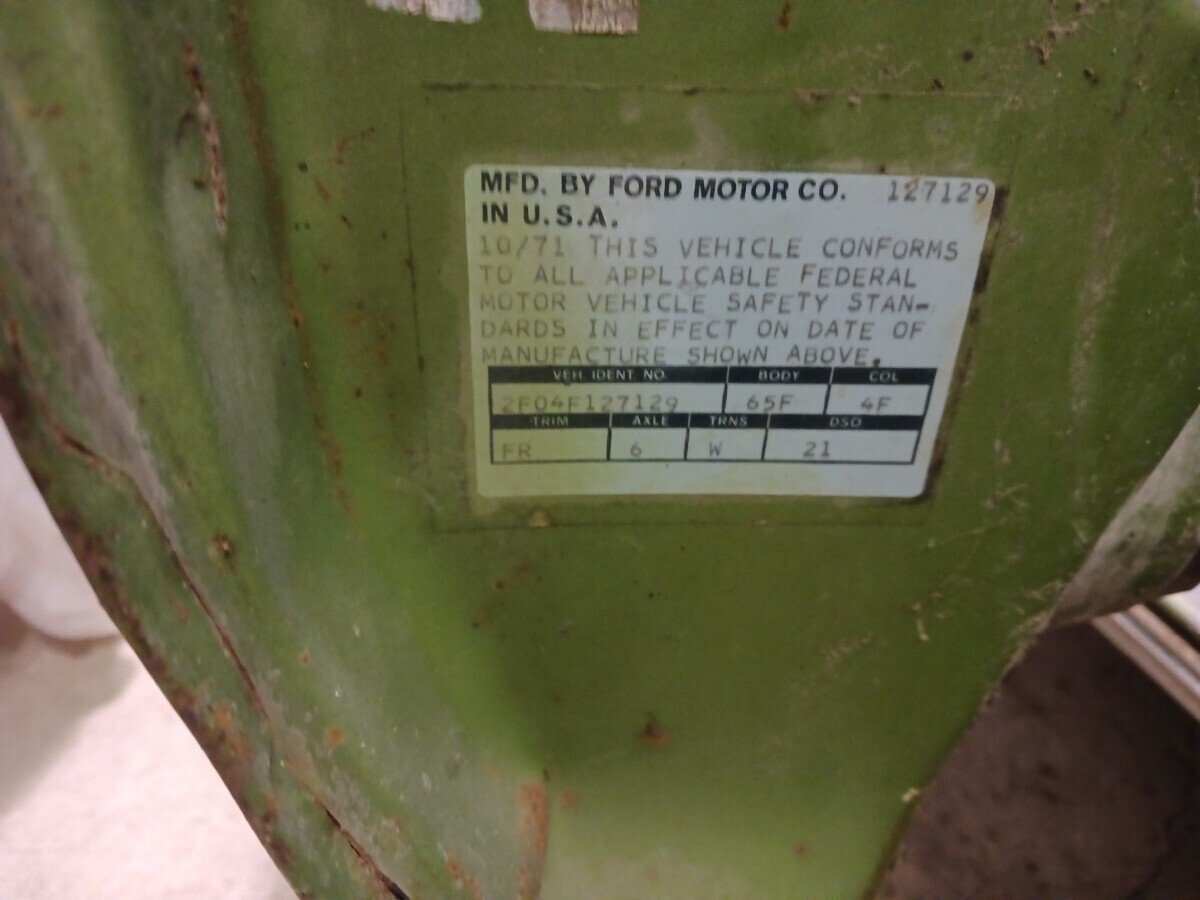 MFD. BY FORD MOTOR CO. 127129
IN U.S.A.
10/71 THIS VEHICLE CONFORMS
TO ALL APPLICABLE FEDERAL
MOTOR VEHICLE SAFETY STAN-
DARDS IN EFFECT ON DATE OF
MANUFACTURE SHOWN ABOVE.
VEH. IDENT. NO. BODY COL
2F04F127129 65F 4F
TRIM AXLE TRNS DSO
FR 6 W 21